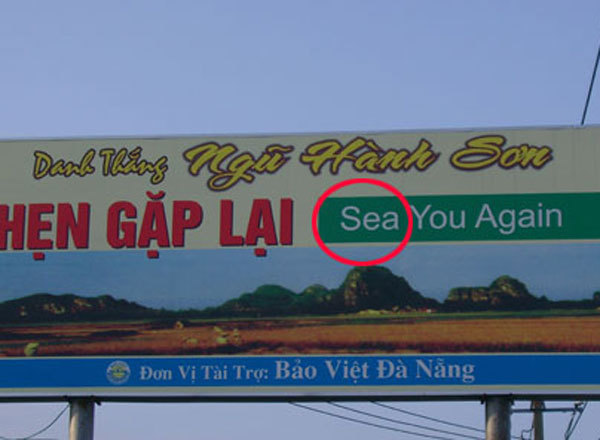 Danh Thắng Ngũ Hành Sơn
HẸN GẶP LẠI Sea You Again
Đơn Vị Tài Trợ: Bảo Việt Đà Nẵng